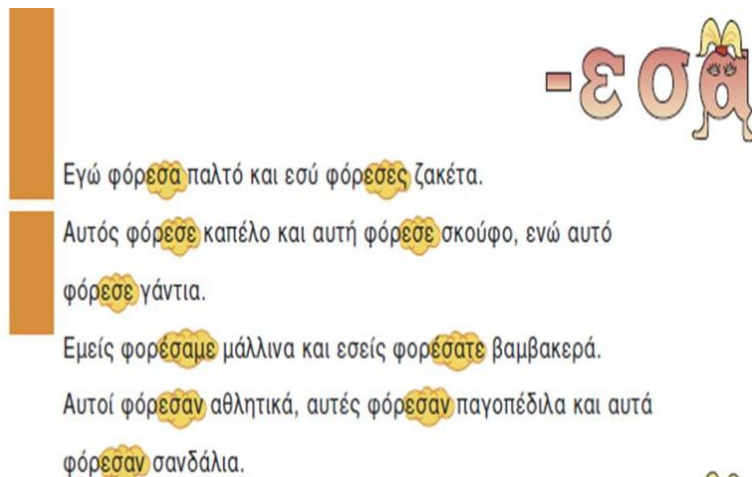 -εσα
Εγώ φόρεσα παλτό και εσύ φόρεσες ζακέτα.
Αυτός φόρεσε καπέλο και αυτή φόρεσε σκούφο, ενώ αυτό
φόρεσε γάντια.
Εμείς φορέσαμε μάλλινα και εσείς φορέσατε βαμβακερά.
Αυτοί φόρεσαν αθλητικά, αυτές φόρεσαν παγοπέδιλα και αυτά
φόρεσαν σανδάλια.